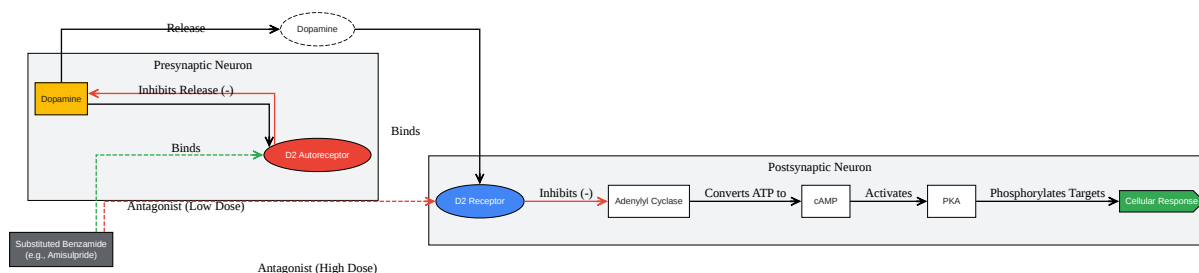 Release
Dopamine
Presynaptic Neuron
Dopamine
Inhibits Release (-)
Binds
Binds
D2 Autoreceptor
Postsynaptic Neuron
D2 Receptor
Inhibits (-)
Adenylyl Cyclase
Converts ATP to
cAMP
Activates
PKA
Phosphorylates Targets
Cellular Response
Antagonist (Low Dose)
Substituted Benzamide
(e.g., Amisulpride)
Antagonist (High Dose)